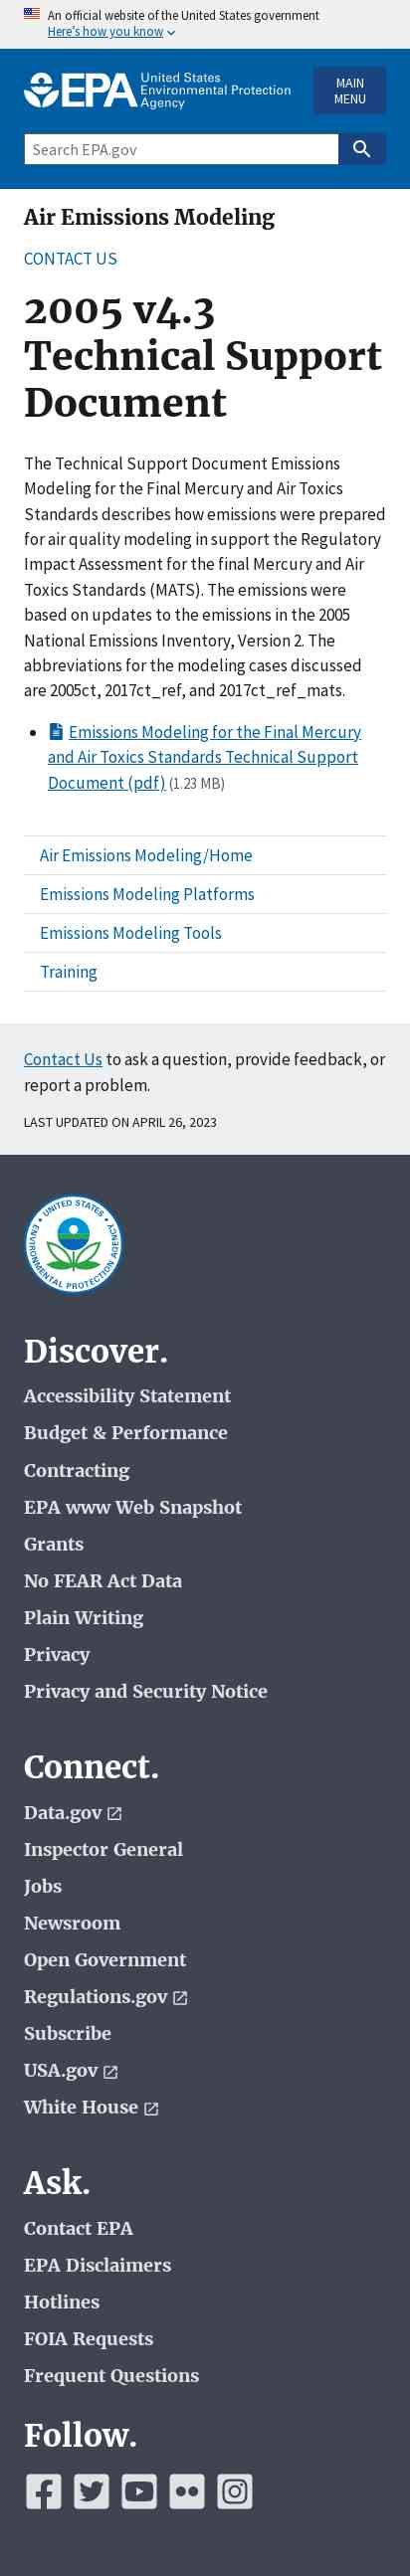 An official website of the United States government
Here's how you know
EPA United States
Environmental Protection
Agency
MAIN
MENU
Search EPA.gov
Air Emissions Modeling
CONTACT US
2005 v4.3
Technical Support
Document
The Technical Support Document Emissions
Modeling for the Final Mercury and Air Toxics
Standards describes how emissions were prepared
for air quality modeling in support the Regulatory
Impact Assessment for the final Mercury and Air
Toxics Standards (MATS). The emissions were
based on updates to the emissions in the 2005
National Emissions Inventory, Version 2. The
abbreviations for the modeling cases discussed
are 2005ct, 2017ct_ref, and 2017ct_ref_mats.
Emissions Modeling for the Final Mercury
and Air Toxics Standards Technical Support
Document (pdf) (1.23 MB)
Air Emissions Modeling/Home
Emissions Modeling Platforms
Emissions Modeling Tools
Training
Contact Us to ask a question, provide feedback, or
report a problem.
LAST UPDATED ON APRIL 26, 2023
UNITED STATES
ENVIRONMENTAL PROTECTION AGENCY
Discover.
Accessibility Statement
Budget & Performance
Contracting
EPA www Web Snapshot
Grants
No FEAR Act Data
Plain Writing
Privacy
Privacy and Security Notice
Connect.
Data.gov
Inspector General
Jobs
Newsroom
Open Government
Regulations.gov
Subscribe
USA.gov
White House
Ask.
Contact EPA
EPA Disclaimers
Hotlines
FOIA Requests
Frequent Questions
Follow.